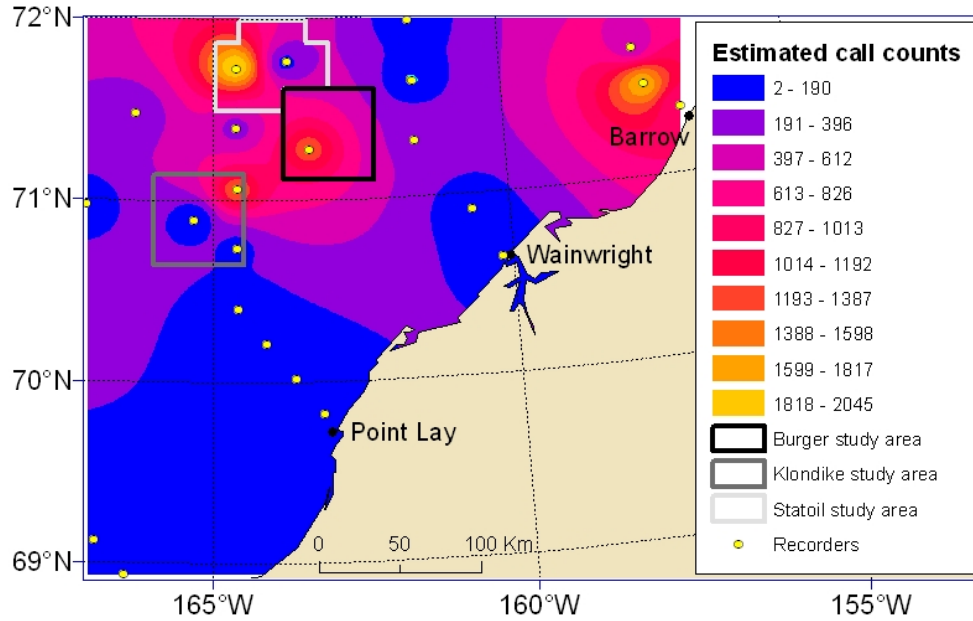 72°N
71°N
70°N
69°N
165°W
160°W
155°W
Barrow
Wainwright
Point Lay
0 50 100 Km
Estimated call counts
2 - 190
191 - 396
397 - 612
613 - 826
827 - 1013
1014 - 1192
1193 - 1387
1388 - 1598
1599 - 1817
1818 - 2045
Burger study area
Klondike study area
Statoil study area
Recorders